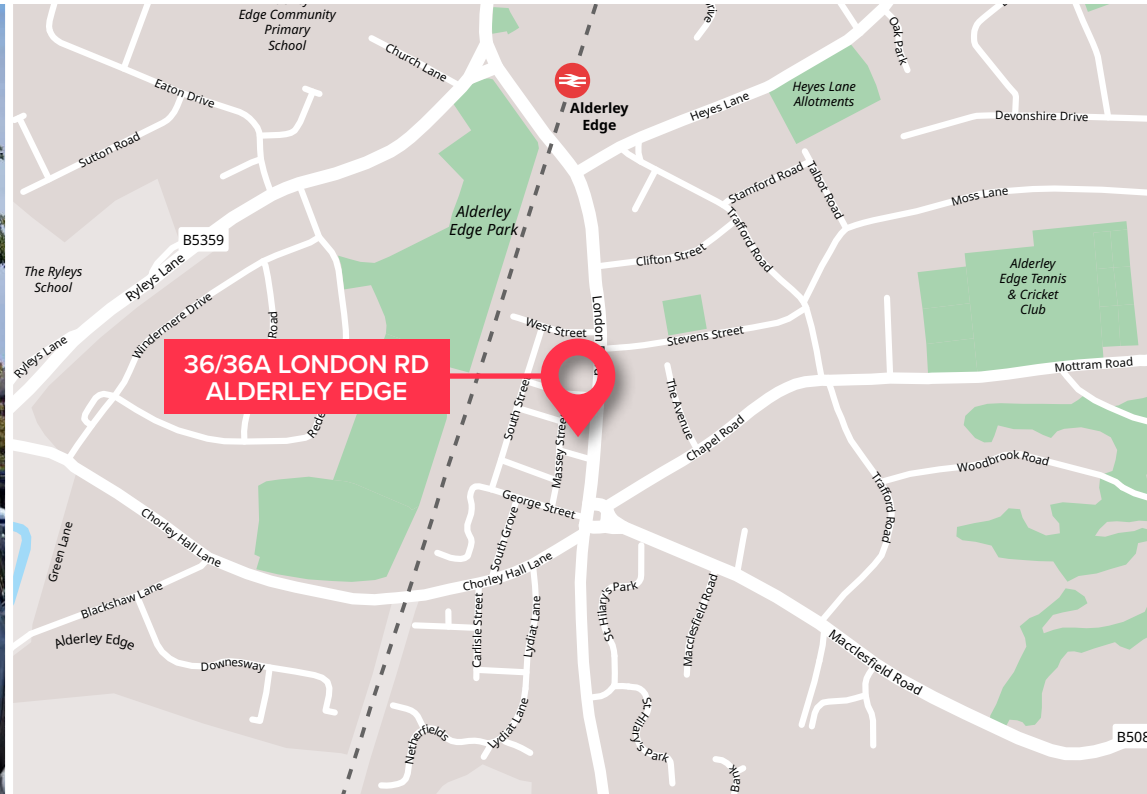 Edge Community
Primary
School
Church Lane
Oak Park
Alderley
Edge
Heyes Lane
Heyes Lane
Allotments
Eaton Drive
Devonshire Drive
Sutton Road
Stamford Road
Talbot Road
Moss Lane
Alderley
Edge Park
Trafford Road
B5359
Clifton Street
The Ryleys
School
Ryleys Lane
Alderley
Edge Tennis
& Cricket
Club
Windermere Drive
Road
London
West Street
Stevens Street
Ryleys Lane
36/36A LONDON RD
ALDERLEY EDGE
Mottram Road
South Stree
The Avenue
Rede
Massey Stree
Chapel Road
Woodbrook Road
George Street
Trafford Road
Chorley Hall Lane
South Grove
Green Lane
Chorley Hall Lane
Blackshaw Lane
St. Hilary's Park
Carlisle Street
Lydiat Lane
Macclesfield Road
Alderley Edge
Macclesfield Road
Downesway
Lydiat Lane
St. Hilary's Park
Netherfields
B508
Bank